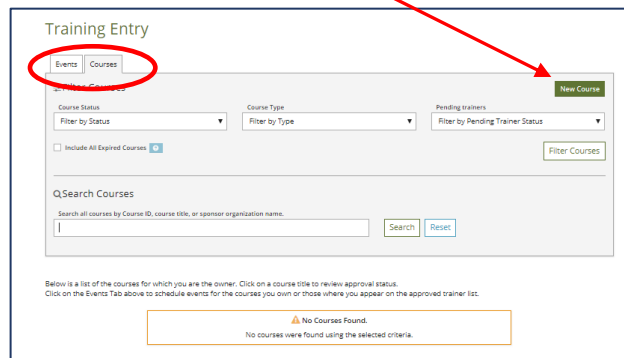 Training Entry
Events Courses
Filter Courses
New Course
Course Status Course Type Pending trainers
Filter by Status Filter by Type Filter by Pending Trainer Status
Include All Expired Courses
Filter Courses
Search Courses
Search all courses by Course ID, course title, or sponsor organization name.
Search Reset
Below is a list of the courses for which you are the owner. Click on a course title to review approval status.
Click on the Events Tab above to schedule events for the courses you own or those where you appear on the approved trainer list.
No Courses Found.
No courses were found using the selected criteria.